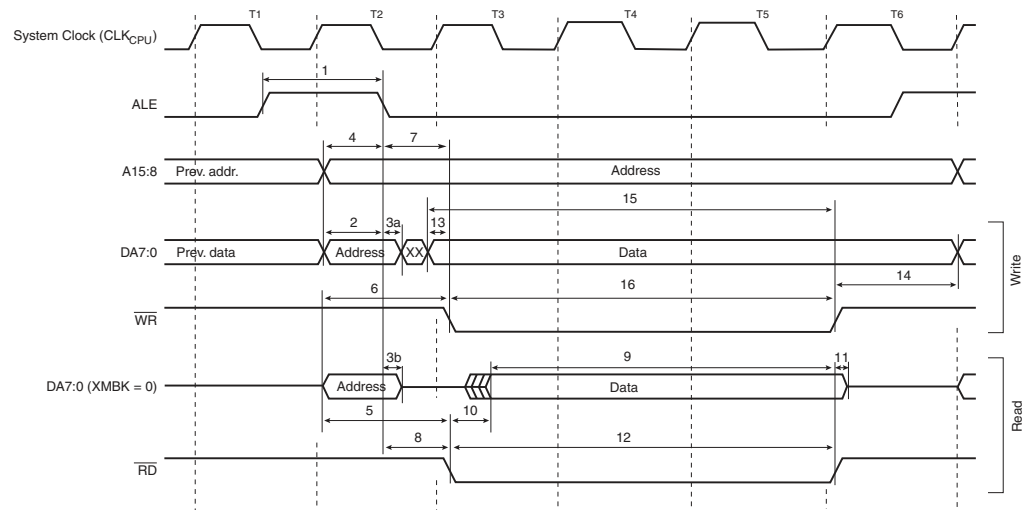 T1 T2 T3 T4 T5 T6
System Clock (CLKCPU)
1
ALE
4 7
A15:8 Prev. addr. Address
15
2 3a 13
DA7:0 Prev. data Address XX Data
14
6 16
WR
Write
3b 9 11
DA7:0 (XMBK = 0) Address Data
5 10
8 12
RD
Read